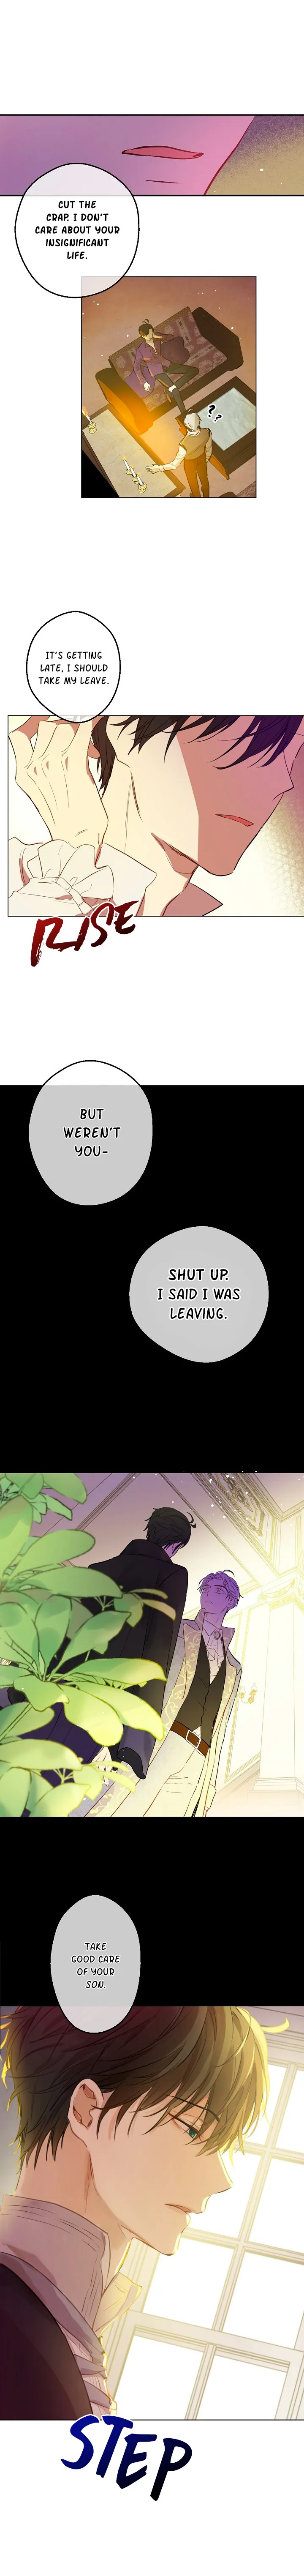 CUT THE
CRAP. I DON'T
CARE ABOUT YOUR
INSIGNIFICANT
LIFE.
??
IT'S GETTING
LATE, I SHOULD
TAKE MY LEAVE.
RISE
BUT
WEREN'T
YOU-
SHUT UP.
I SAID I WAS
LEAVING.
TAKE
GOOD CARE
OF YOUR
SON.
STEP